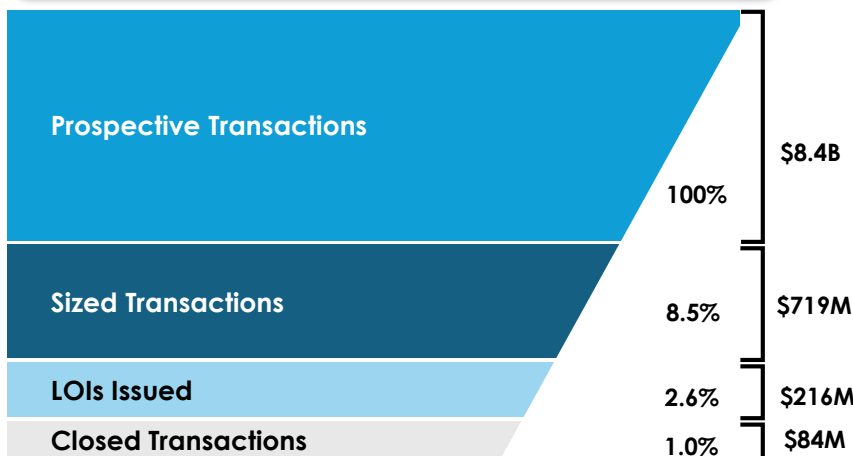 Prospective Transactions
100%
$8.4B
Sized Transactions
8.5%
$719M
LOIs Issued
2.6%
$216M
Closed Transactions
1.0%
$84M